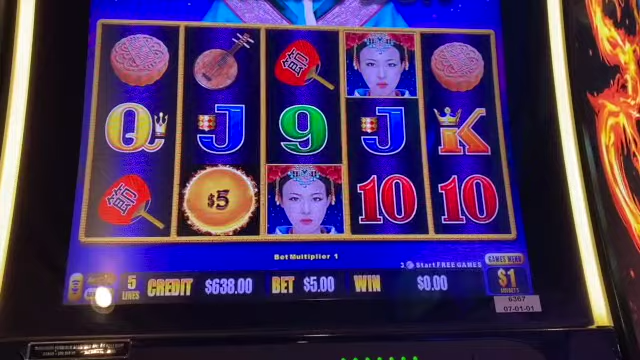 Q J 9 J K
$5 10 10
Bet Multiplier 1
3 Start FREE GAMES
GAMES MENU
5 LINES CREDIT $638.00 BET $5.00 WIN $0.00 $1
6367
07-01-01